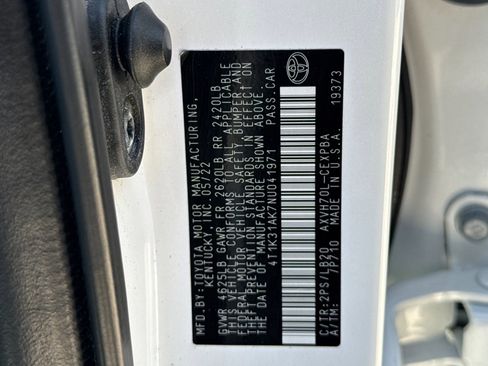 MFD.BY:TOYOTA MOTOR MANUFACTURING,
KENTUCKY, INC. 05/22
GVWR 4625LB GAWR FR 2620LB RR 2420LB
THIS VEHICLE CONFORMS TO ALL APPLICABLE
FEDERAL MOTOR VEHICLE SAFETY, BUMPER, AND
THEFT PREVENTION STANDARDS IN EFFECT ON
THE DATE OF MANUFACTURE SHOWN ABOVE.
4T1K31AK7NU041971 PASS.CAR
C/TR:2PS/LB20 AXVH70L-CEXPBA
A/TM: /P710 MADE IN U.S.A. 19373